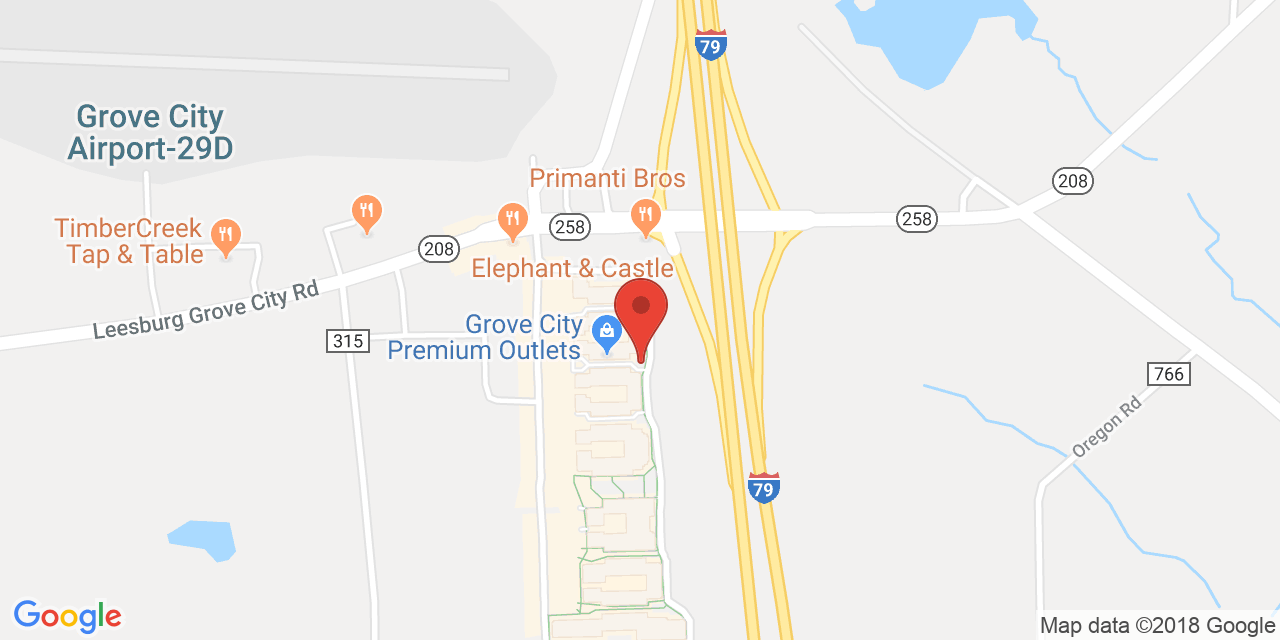 79
Grove City
Airport-29D
Primanti Bros
208
258
258
TimberCreek
Tap & Table
208
Elephant & Castle
Leesburg Grove City Rd
Grove City
Premium Outlets
315
766
Oregon Rd
79
Google
Map data ©2018 Google